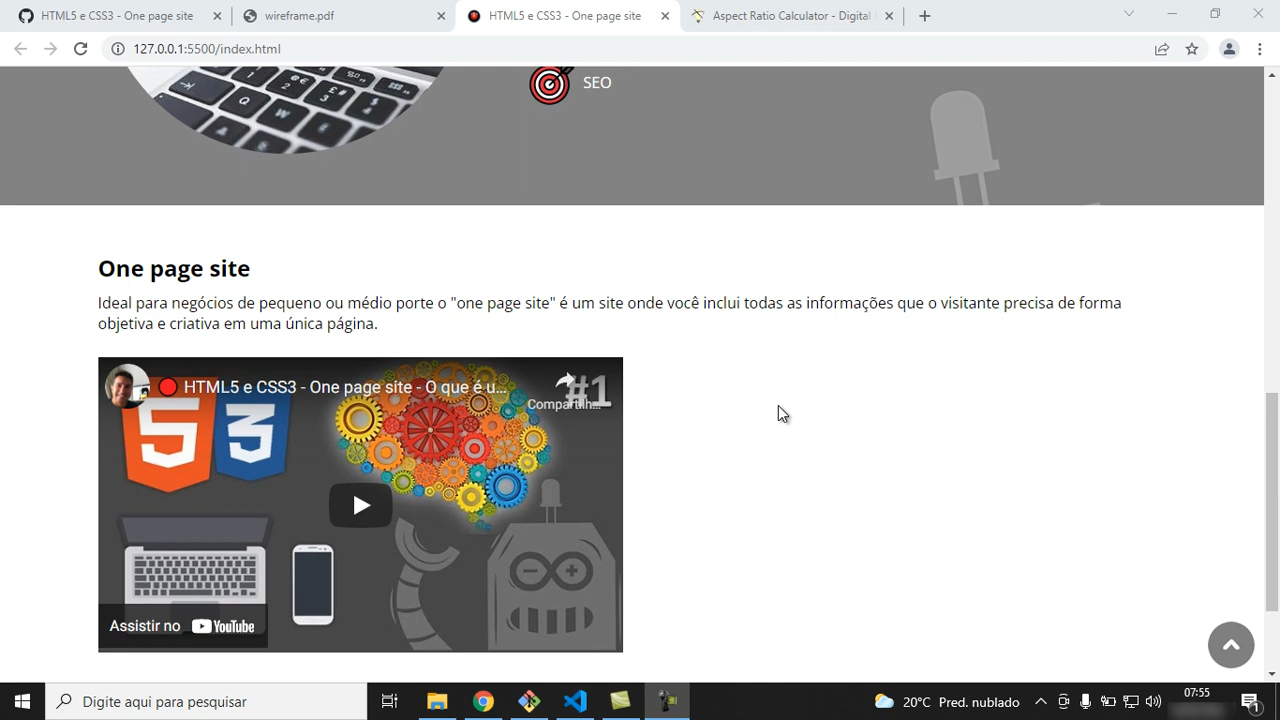 HTML5 e CSS3 - One page site
wireframe.pdf
HTML5 e CSS3 - One page site
Aspect Ratio Calculator - Digital
127.0.0.1:5500/index.html
SEO
One page site
Ideal para negócios de pequeno ou médio porte o "one page site" é um site onde você inclui todas as informações que o visitante precisa de forma
objetiva e criativa em uma única página.
HTML5 e CSS3 - One page site - O que é u...
#1
Compartilh...
5 3
Assistir no YouTube
Digite aqui para pesquisar
20°C Pred. nublado
07:55
1